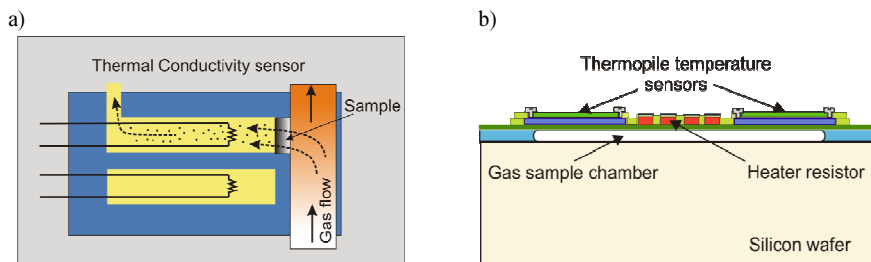 a)
Thermal Conductivity sensor
Sample
Gas flow
b)
Thermopile temperature
sensors
Gas sample chamber
Heater resistor
Silicon wafer